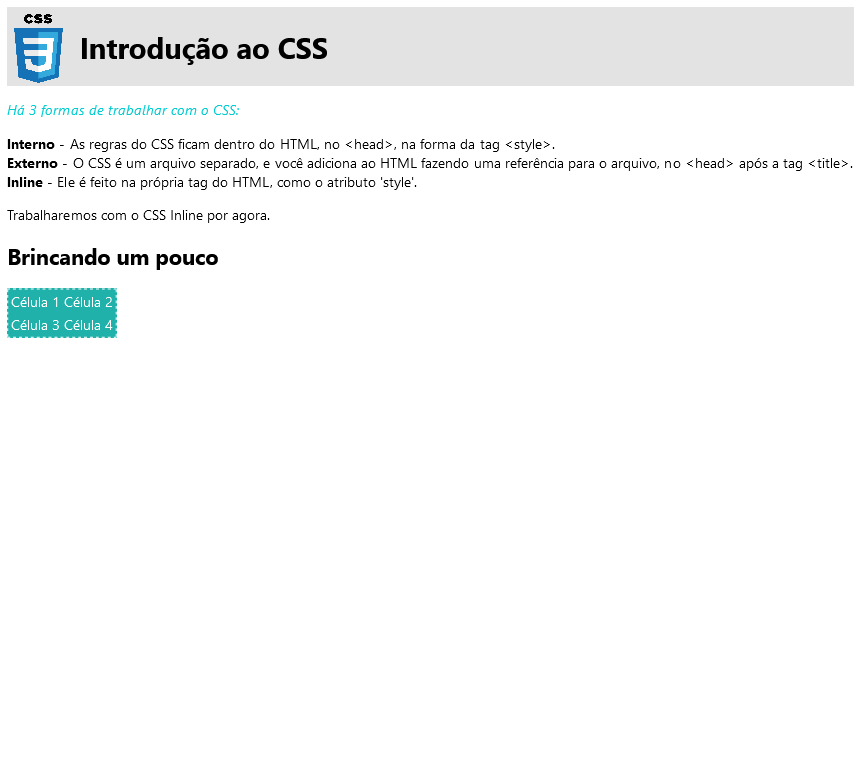 CSS
Introdução ao CSS
Há 3 formas de trabalhar com o CSS:
Interno - As regras do CSS ficam dentro do HTML, no <head>, na forma da tag <style>.
Externo - O CSS é um arquivo separado, e você adiciona ao HTML fazendo uma referência para o arquivo, no <head> após a tag <title>.
Inline - Ele é feito na própria tag do HTML, como o atributo 'style'.
Trabalharemos com o CSS Inline por agora.
Brincando um pouco
Célula 1 Célula 2
Célula 3 Célula 4